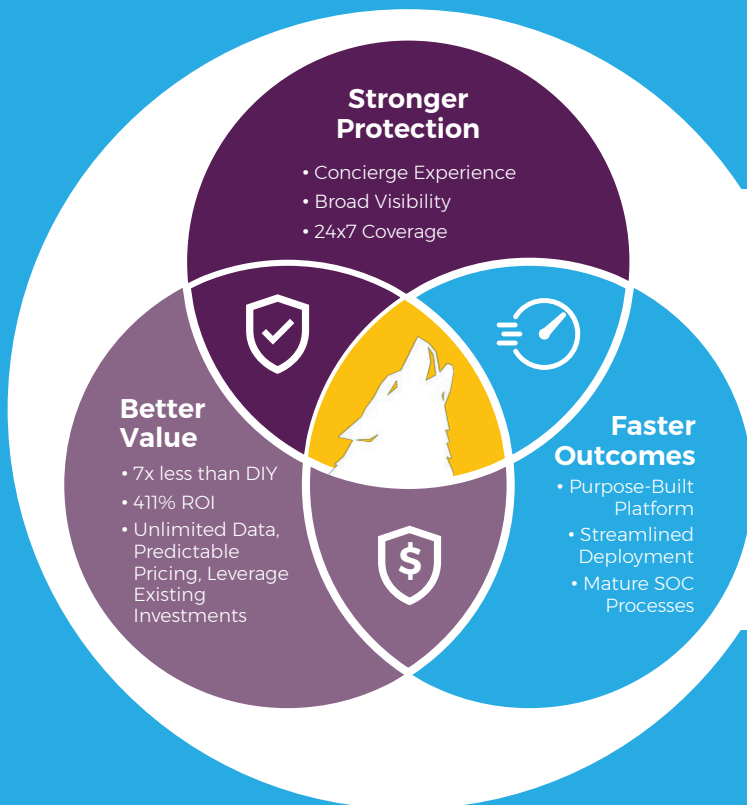 Stronger
Protection
• Concierge Experience
• Broad Visibility
• 24x7 Coverage
Better
Value
• 7x less than DIY
• 411% ROI
• Unlimited Data,
Predictable
Pricing, Leverage
Existing
Investments
$
Faster
Outcomes
• Purpose-Built
Platform
• Streamlined
Deployment
• Mature SOC
Processes